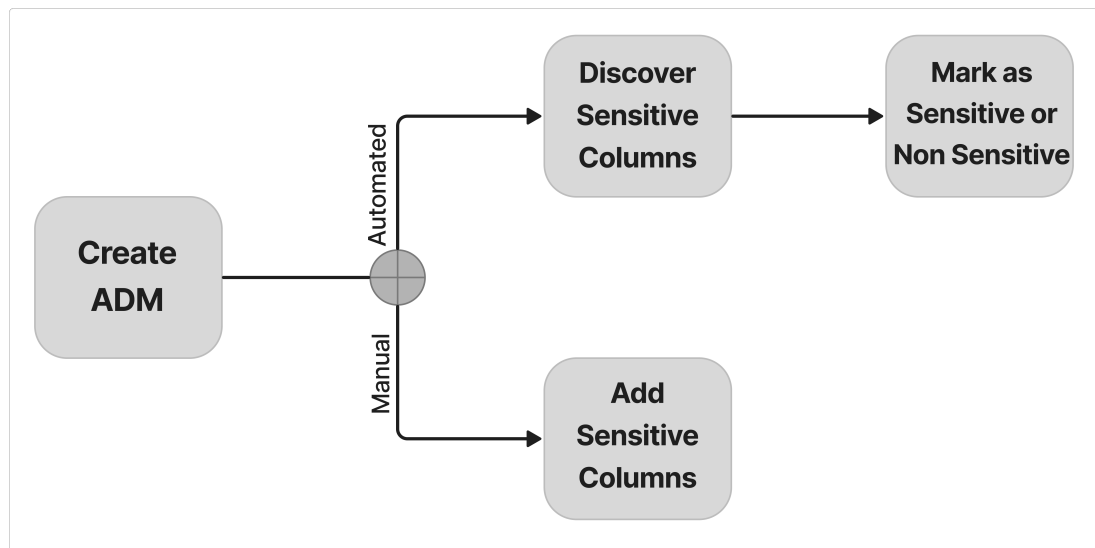 Create
ADM
Automated
Manual
Discover
Sensitive
Columns
Mark as
Sensitive or
Non Sensitive
Add
Sensitive
Columns